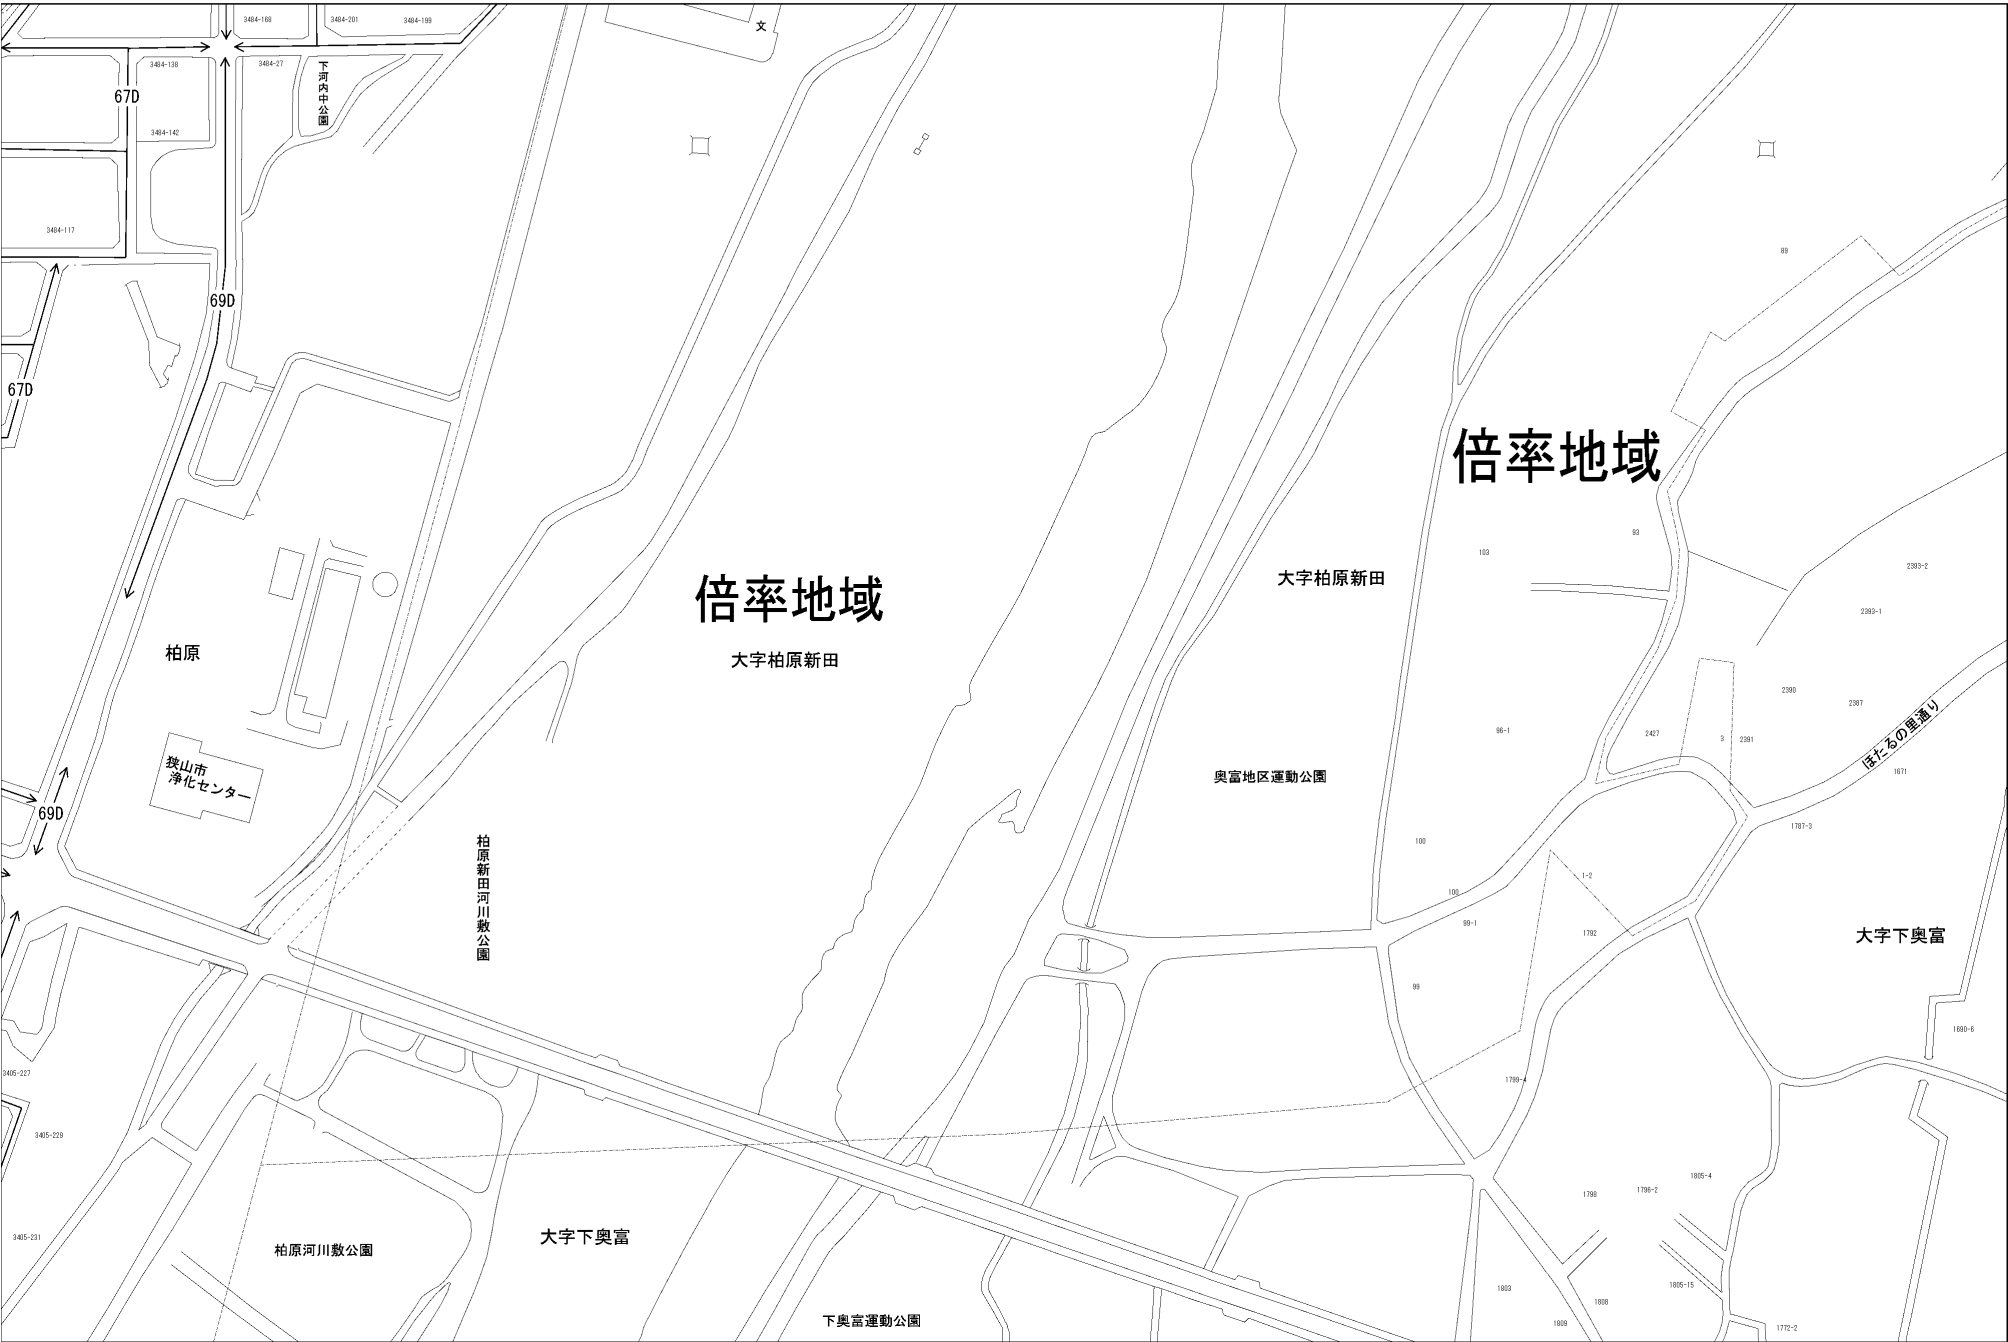 3484-168
3484-201
3484-199
文
3484-138
3484-27
下河内中公園
67D
3484-142
3484-117
89
69D
67D
倍率地域
93
103
2393-2
大字柏原新田
倍率地域
2393-1
柏原
大字柏原新田
2390
2387
96-1
2427
3
2391
ほたるの里通り
狭山市
浄化センター
奥富地区運動公園
1671
69D
1787-3
100
柏原新田河川敷公園
1-2
100
99-1
1792
大字下奥富
99
1690-6
3405-227
1799-4
3405-229
1805-4
1798
1796-2
3405-231
大字下奥富
柏原河川敷公園
1805-15
1803
1808
下奥富運動公園
1809
1772-2